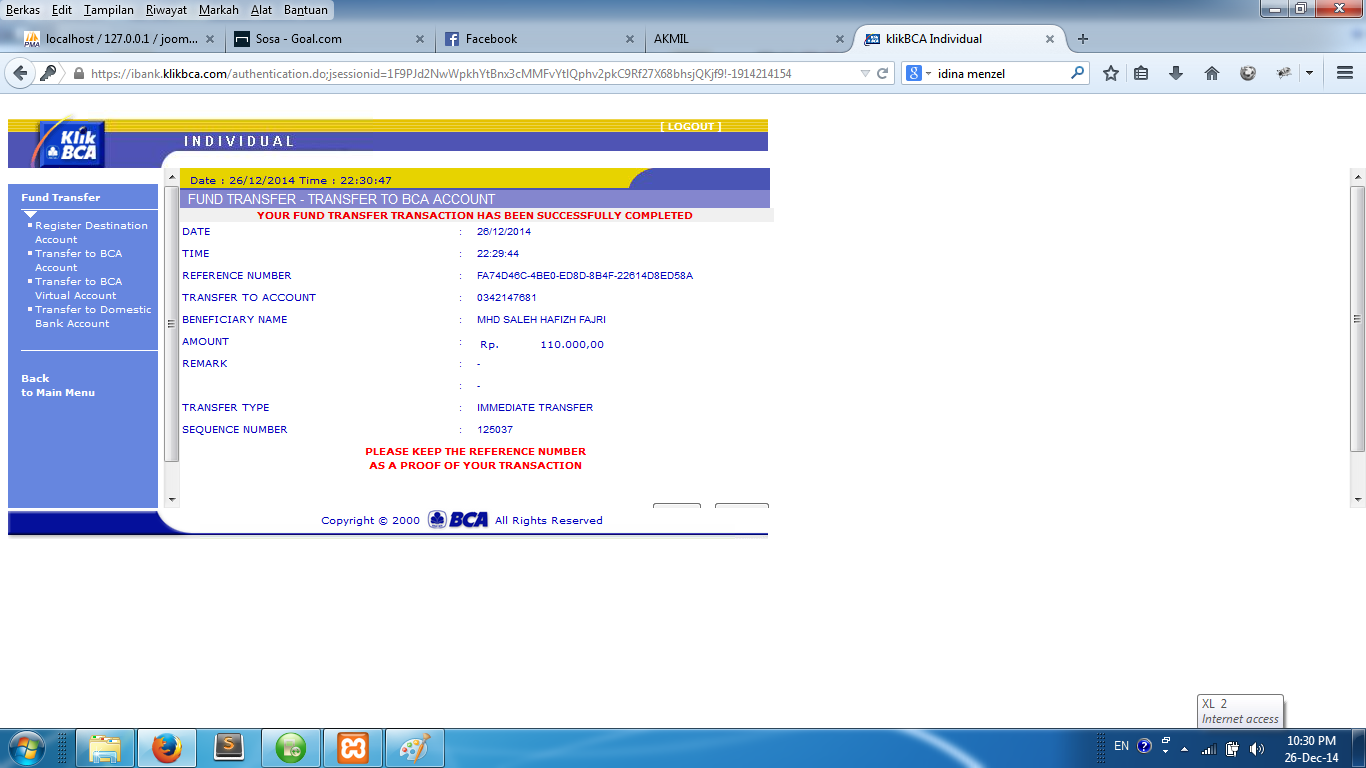 Berkas Edit Tampilan Riwayat Markah Alat Bantuan
localhost / 127.0.0.1 / joom...
Sosa - Goal.com
Facebook
AKMIL
klikBCA Individual
https://ibank.klikbca.com/authentication.do;jsessionid=1F9PJd2NwWpkhYtBnx3cMMFvYtlQphv2pkC9Rf27X68bhsjQKjf9!-1914214154
idina menzel
Klik BCA
INDIVIDUAL
[ LOGOUT ]
Fund Transfer
Register Destination
Account
Transfer to BCA
Account
Transfer to BCA
Virtual Account
Transfer to Domestic
Bank Account
Back
to Main Menu
Date : 26/12/2014 Time : 22:30:47
FUND TRANSFER - TRANSFER TO BCA ACCOUNT
YOUR FUND TRANSFER TRANSACTION HAS BEEN SUCCESSFULLY COMPLETED
DATE : 26/12/2014
TIME : 22:29:44
REFERENCE NUMBER : FA74D46C-4BE0-ED8D-8B4F-22614D8ED58A
TRANSFER TO ACCOUNT : 0342147681
BENEFICIARY NAME : MHD SALEH HAFIZH FAJRI
AMOUNT : Rp. 110.000,00
REMARK : -
: -
TRANSFER TYPE : IMMEDIATE TRANSFER
SEQUENCE NUMBER : 125037
PLEASE KEEP THE REFERENCE NUMBER
AS A PROOF OF YOUR TRANSACTION
Copyright © 2000 BCA All Rights Reserved
XL 2
Internet access
EN
10:30 PM
26-Dec-14